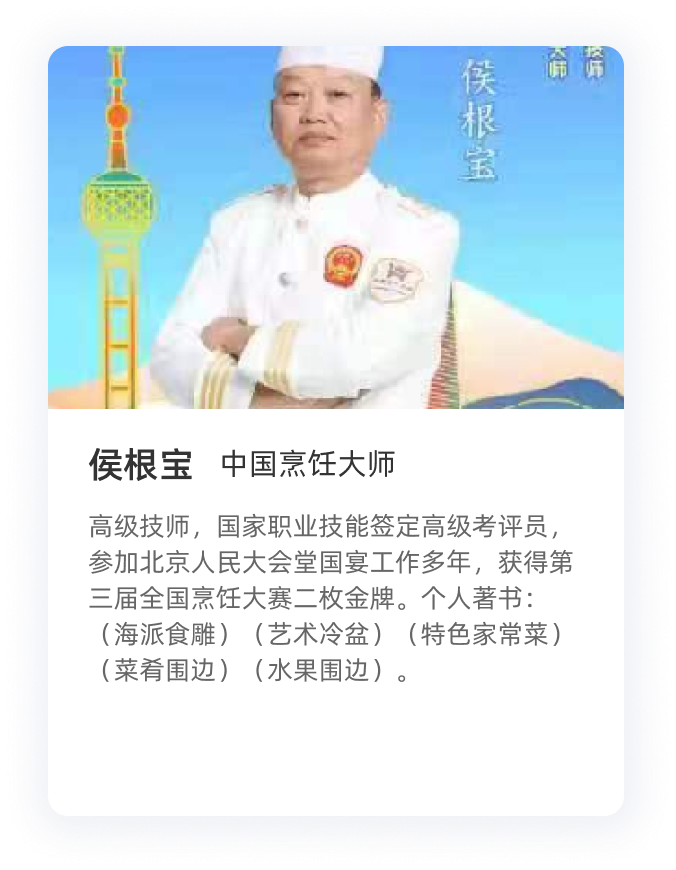 侯根宝
大师
技师
侯根宝 中国烹饪大师
高级技师，国家职业技能签定高级考评员，
参加北京人民大会堂国宴工作多年，获得第
三届全国烹饪大赛二枚金牌。个人著书：
（海派食雕）（艺术冷盆）（特色家常菜）
（菜肴围边）（水果围边）。